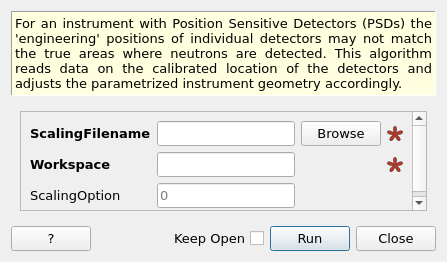 For an instrument with Position Sensitive Detectors (PSDs) the
'engineering' positions of individual detectors may not match
the true areas where neutrons are detected. This algorithm
reads data on the calibrated location of the detectors and
adjusts the parametrized instrument geometry accordingly.
ScalingFilename Browse *
Workspace *
ScalingOption 0
? Keep Open Run Close